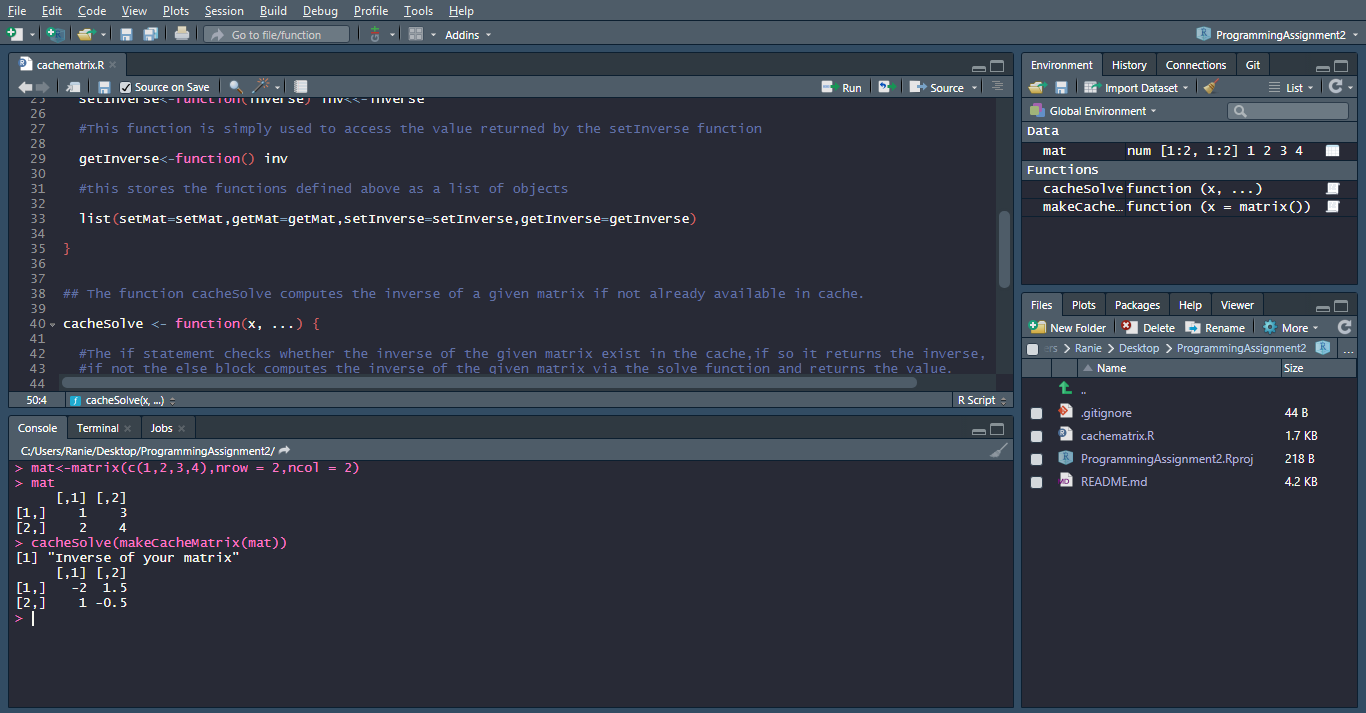 File Edit Code View Plots Session Build Debug Profile Tools Help
Go to file/function Addins ProgrammingAssignment2
cachematrix.R
Source on Save Run Source
25 setInverse<-function(inverse) inv<<-inverse
26
27 #This function is simply used to access the value returned by the setInverse function
28
29 getInverse<-function() inv
30
31 #this stores the functions defined above as a list of objects
32
33 list(setMat=setMat,getMat=getMat,setInverse=setInverse,getInverse=getInverse)
34
35 }
36
37
38 ## The function cacheSolve computes the inverse of a given matrix if not already available in cache.
39
40 cacheSolve <- function(x, ...) {
41
42 #The if statement checks whether the inverse of the given matrix exist in the cache,if so it returns the inverse,
43 #if not the else block computes the inverse of the given matrix via the solve function and returns the value.
44
50:4 cacheSolve(x, ...) R Script
Console Terminal Jobs
C:/Users/Ranie/Desktop/ProgrammingAssignment2/
> mat<-matrix(c(1,2,3,4),nrow = 2,ncol = 2)
> mat
[,1] [,2]
[1,] 1 3
[2,] 2 4
> cacheSolve(makeCacheMatrix(mat))
[1] "Inverse of your matrix"
[,1] [,2]
[1,] -2 1.5
[2,] 1 -0.5
>
Environment History Connections Git
Import Dataset List
Global Environment
Data
mat num [1:2, 1:2] 1 2 3 4
Functions
cacheSolve function (x, ...)
makeCache… function (x = matrix())
Files Plots Packages Help Viewer
New Folder Delete Rename More
ers > Ranie > Desktop > ProgrammingAssignment2 ...
Name Size
..
.gitignore 44 B
cachematrix.R 1.7 KB
ProgrammingAssignment2.Rproj 218 B
README.md 4.2 KB